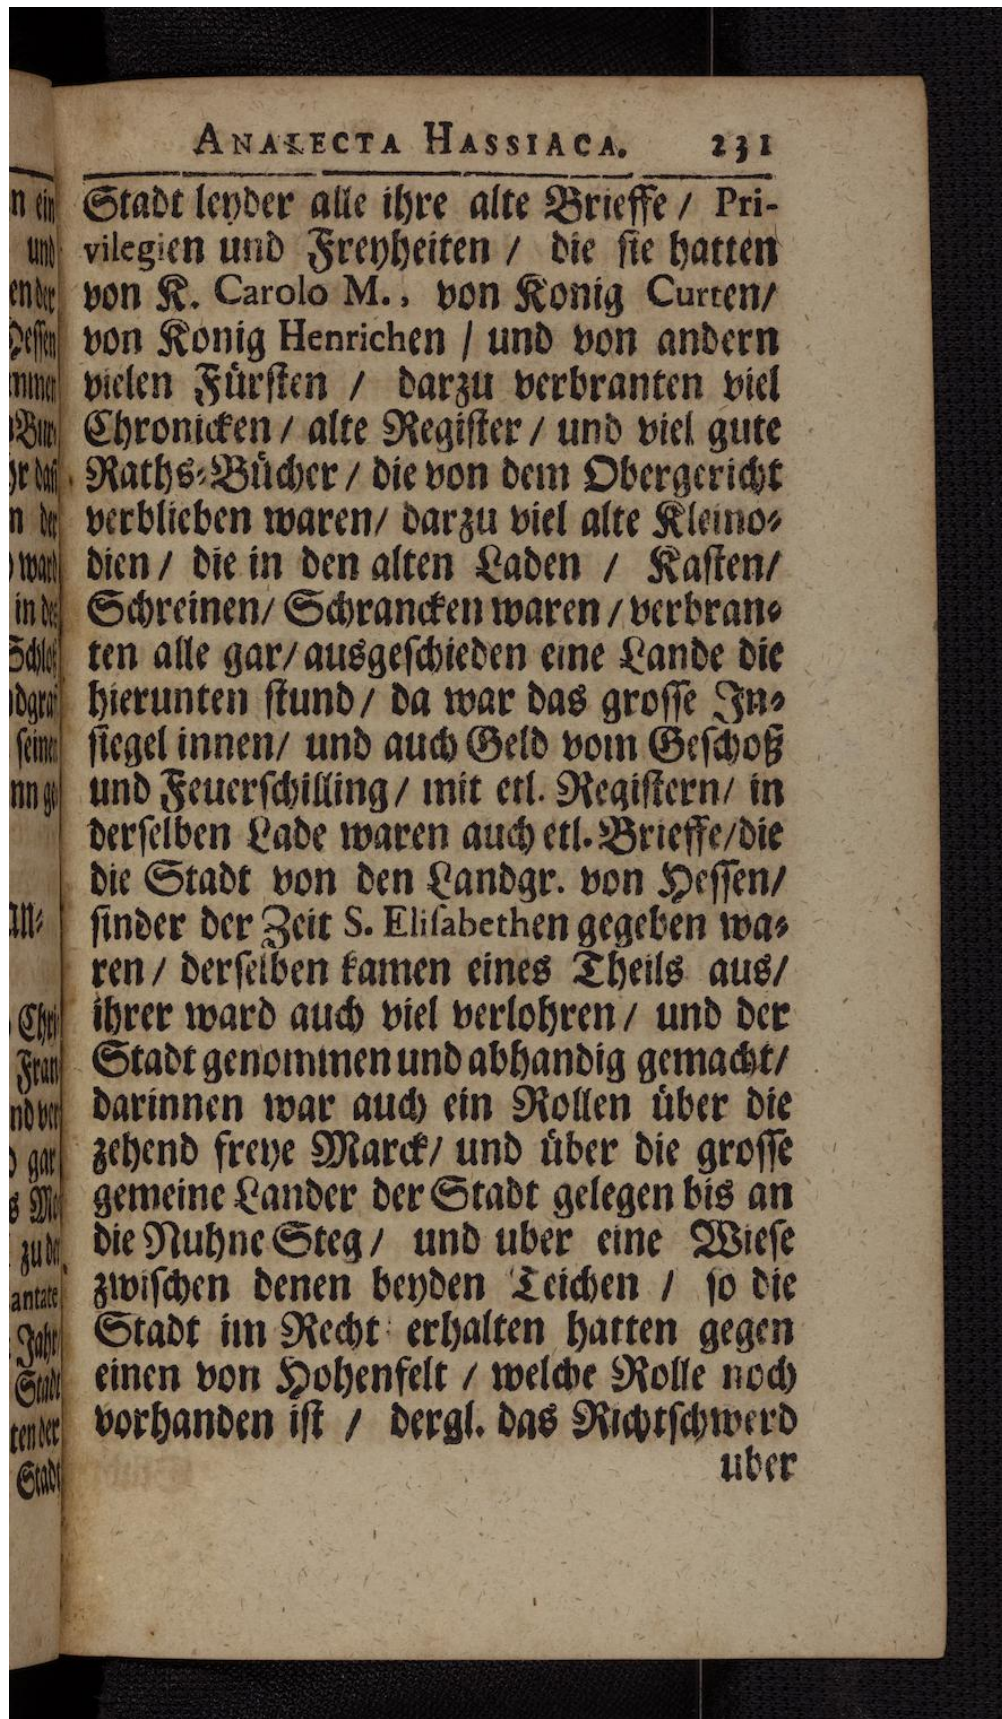 ANALECTA HASSIACA. 231
Stadt leyder alle ihre alte Brieffe / Pri-
vilegien und Freyheiten / die sie hatten
von K. Carolo M., von Konig Curten/
von Konig Henrichen / und von andern
vielen Fürsten / darzu verbranten viel
Chronicken / alte Register / und viel gute
Raths-Bücher / die von dem Obergericht
verblieben waren/ darzu viel alte Kleino-
dien / die in den alten Laden / Kasten/
Schreinen/ Schrancken waren / verbran-
ten alle gar/ ausgeschieden eine Lande die
hierunten stund / da war das grosse In-
siegel innen/ und auch Geld vom Geschoß
und Feuerschilling / mit etl. Registern/ in
derselben Lade waren auch etl. Brieffe/die
die Stadt von den Landgr. von Hessen/
sinder der Zeit S. Elisabethen gegeben wa-
ren / derselben kamen eines Theils aus/
ihrer ward auch viel verlohren / und der
Stadt genommen und abhandig gemacht/
darinnen war auch ein Rollen über die
zehend freye Marck/ und über die grosse
gemeine Lander der Stadt gelegen bis an
die Nuhne Steg / und uber eine Wiese
zwischen denen beyden Teichen / so die
Stadt im Recht erhalten hatten gegen
einen von Hohenfelt / welche Rolle noch
vorhanden ist / dergl. das Richtschwerd
uber